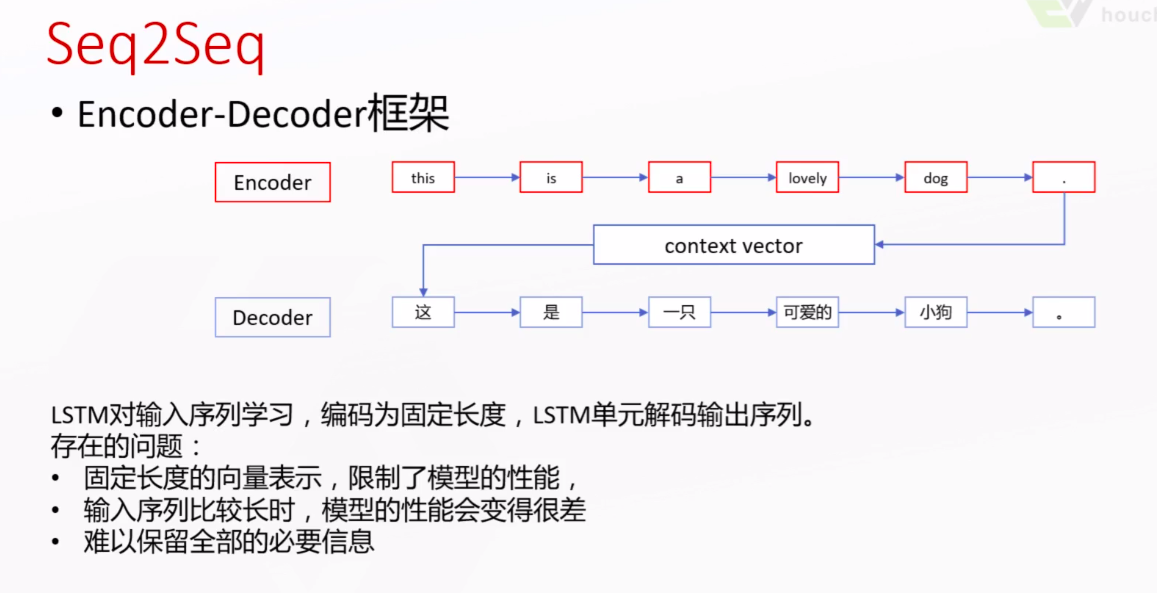 houcl
Seq2Seq
• Encoder-Decoder框架
Encoder this is a lovely dog .
context vector
Decoder 这 是 一只 可爱的 小狗 。
LSTM对输入序列学习，编码为固定长度，LSTM单元解码输出序列。
存在的问题：
• 固定长度的向量表示，限制了模型的性能，
• 输入序列比较长时，模型的性能会变得很差
• 难以保留全部的必要信息